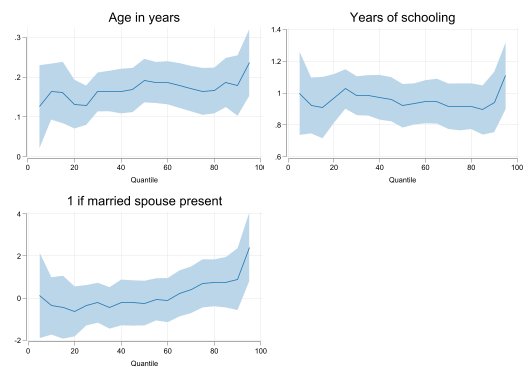 Age in years
.3
.2
.1
0
0 20 40 60 80 100
Quantile
Years of schooling
1.4
1.2
1
.8
.6
0 20 40 60 80 100
Quantile
1 if married spouse present
4
2
0
-2
0 20 40 60 80 100
Quantile